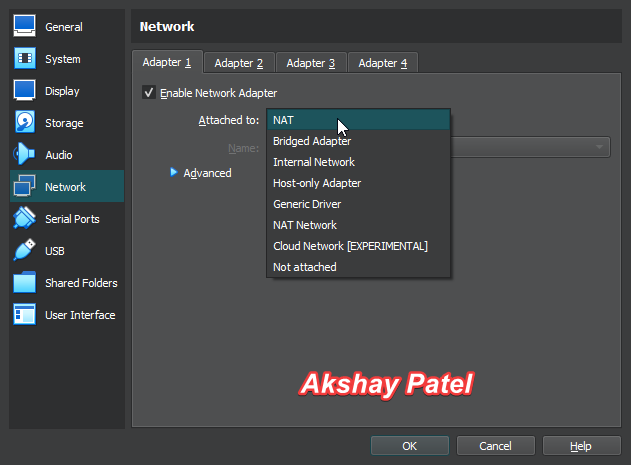 General
System
Display
Storage
Audio
Network
Serial Ports
USB
Shared Folders
User Interface
Network
Adapter 1
Adapter 2
Adapter 3
Adapter 4
Enable Network Adapter
Attached to:
NAT
Bridged Adapter
Internal Network
Host-only Adapter
Generic Driver
NAT Network
Cloud Network [EXPERIMENTAL]
Not attached
Name:
Advanced
Akshay Patel
OK
Cancel
Help